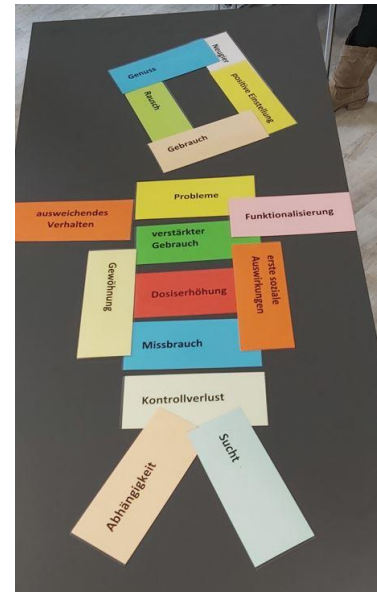 Neugier
Genuss
positive Einstellung
Rausch
Gebrauch
Probleme
ausweichendes
Verhalten
Funktionalisierung
verstärkter
Gebrauch
Gewöhnung
erste soziale
Auswirkungen
Dosiserhöhung
Missbrauch
Kontrollverlust
Abhängigkeit
Sucht